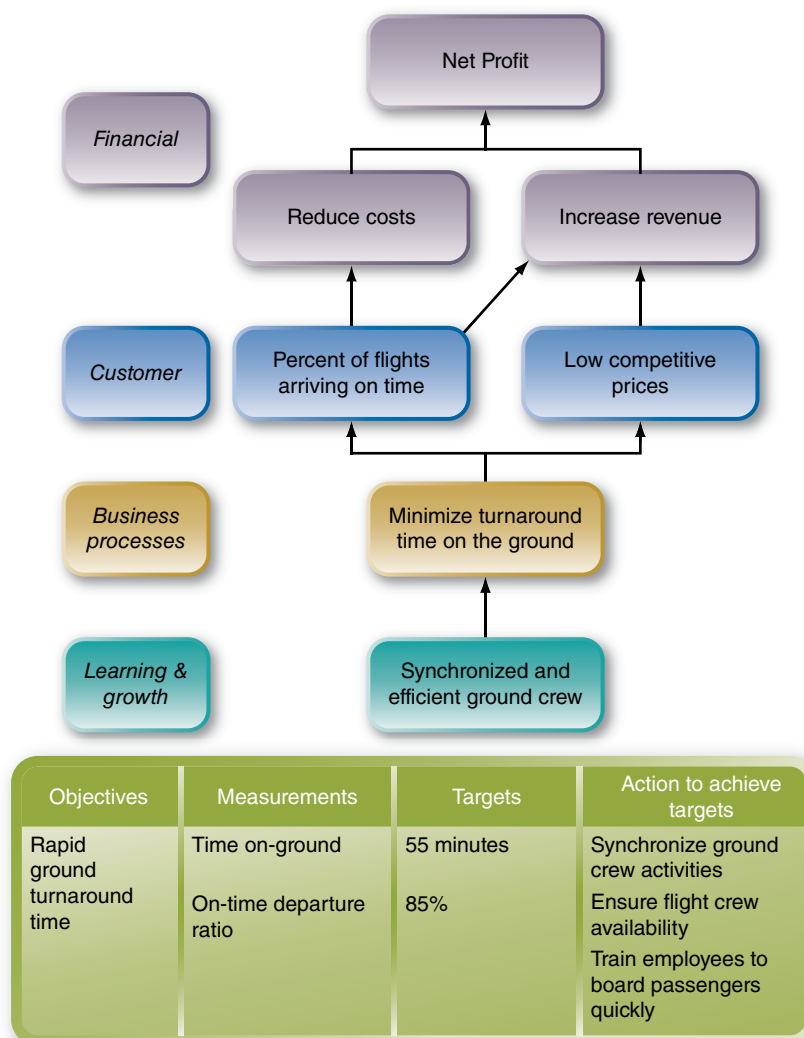 Net Profit
Financial
Reduce costs
Increase revenue
Customer
Percent of flights
arriving on time
Low competitive
prices
Business
processes
Minimize turnaround
time on the ground
Learning &
growth
Synchronized and
efficient ground crew
Objectives
Measurements
Targets
Action to achieve
targets
Rapid
ground
turnaround
time
Time on-ground
On-time departure
ratio
55 minutes
85%
Synchronize ground
crew activities
Ensure flight crew
availability
Train employees to
board passengers
quickly